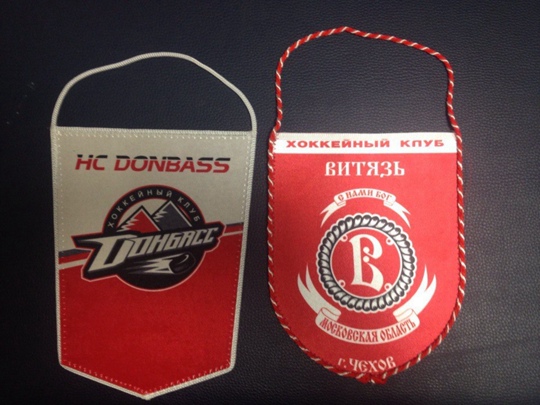 HC DONBASS
ХОККЕЙНЫЙ КЛУБ
ДОНБАСС
ХОККЕЙНЫЙ КЛУБ
ВИТЯЗЬ
С НАМИ БОГ
В
МОСКОВСКАЯ ОБЛАСТЬ
г. ЧЕХОВ